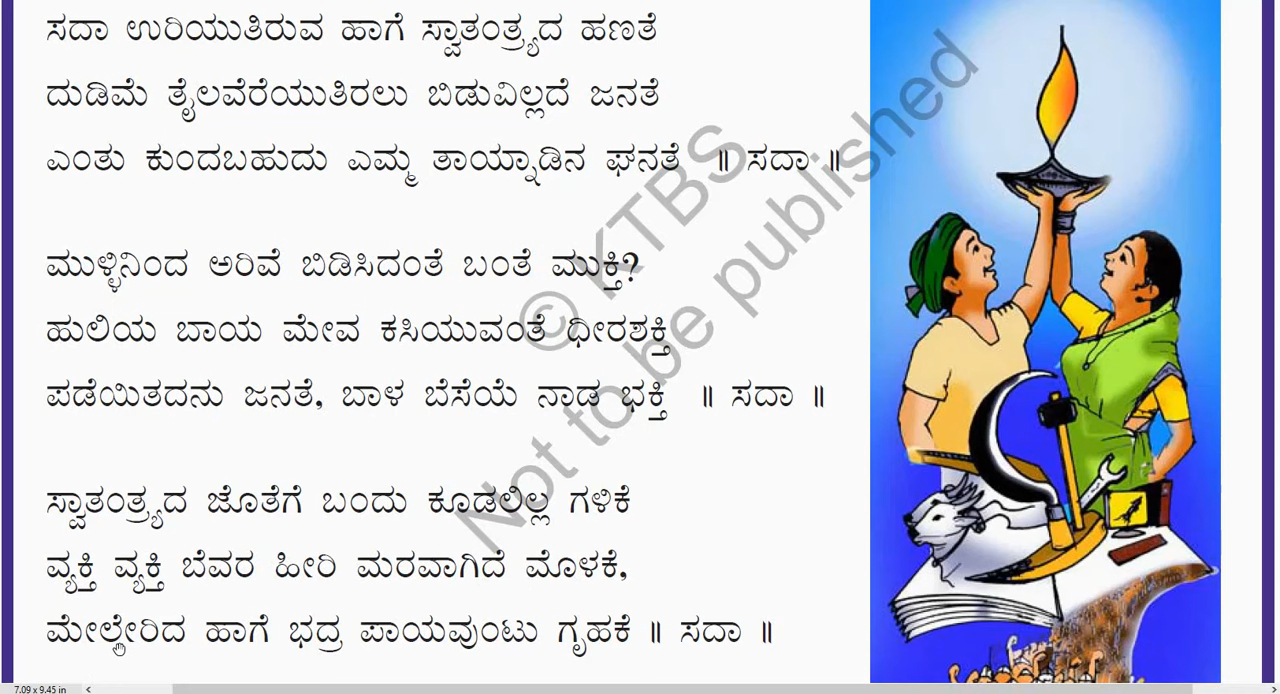 ಸದಾ ಉರಿಯುತಿರುವ ಹಾಗೆ ಸ್ವಾತಂತ್ರ್ಯದ ಹಣತೆ
ದುಡಿಮೆ ತೈಲವೆರೆಯುತಿರಲು ಬಿಡುವಿಲ್ಲದೆ ಜನತೆ
ಎಂತು ಕುಂದಬಹುದು ಎಮ್ಮ ತಾಯ್ನಾಡಿನ ಘನತೆ ॥ ಸದಾ ॥
ಮುಳ್ಳಿನಿಂದ ಅರಿವೆ ಬಿಡಿಸಿದಂತೆ ಬಂತೆ ಮುಕ್ತಿ?
ಹುಲಿಯ ಬಾಯ ಮೇವ ಕಸಿಯುವಂತೆ ಧೀರಶಕ್ತಿ
ಪಡೆಯಿತದನು ಜನತೆ, ಬಾಳ ಬೆಸೆಯೆ ನಾಡ ಭಕ್ತಿ ॥ ಸದಾ ॥
ಸ್ವಾತಂತ್ರ್ಯದ ಜೊತೆಗೆ ಬಂದು ಕೂಡಲಿಲ್ಲ ಗಳಿಕೆ
ವ್ಯಕ್ತಿ ವ್ಯಕ್ತಿ ಬೆವರ ಹೀರಿ ಮರವಾಗಿದೆ ಮೊಳಕೆ,
ಮೇಲ್ಕೇರಿದ ಹಾಗೆ ಭದ್ರ ಪಾಯವುಂಟು ಗೃಹಕೆ ॥ ಸದಾ ॥
© KTBS
Not to be published
7.09 x 9.45 in